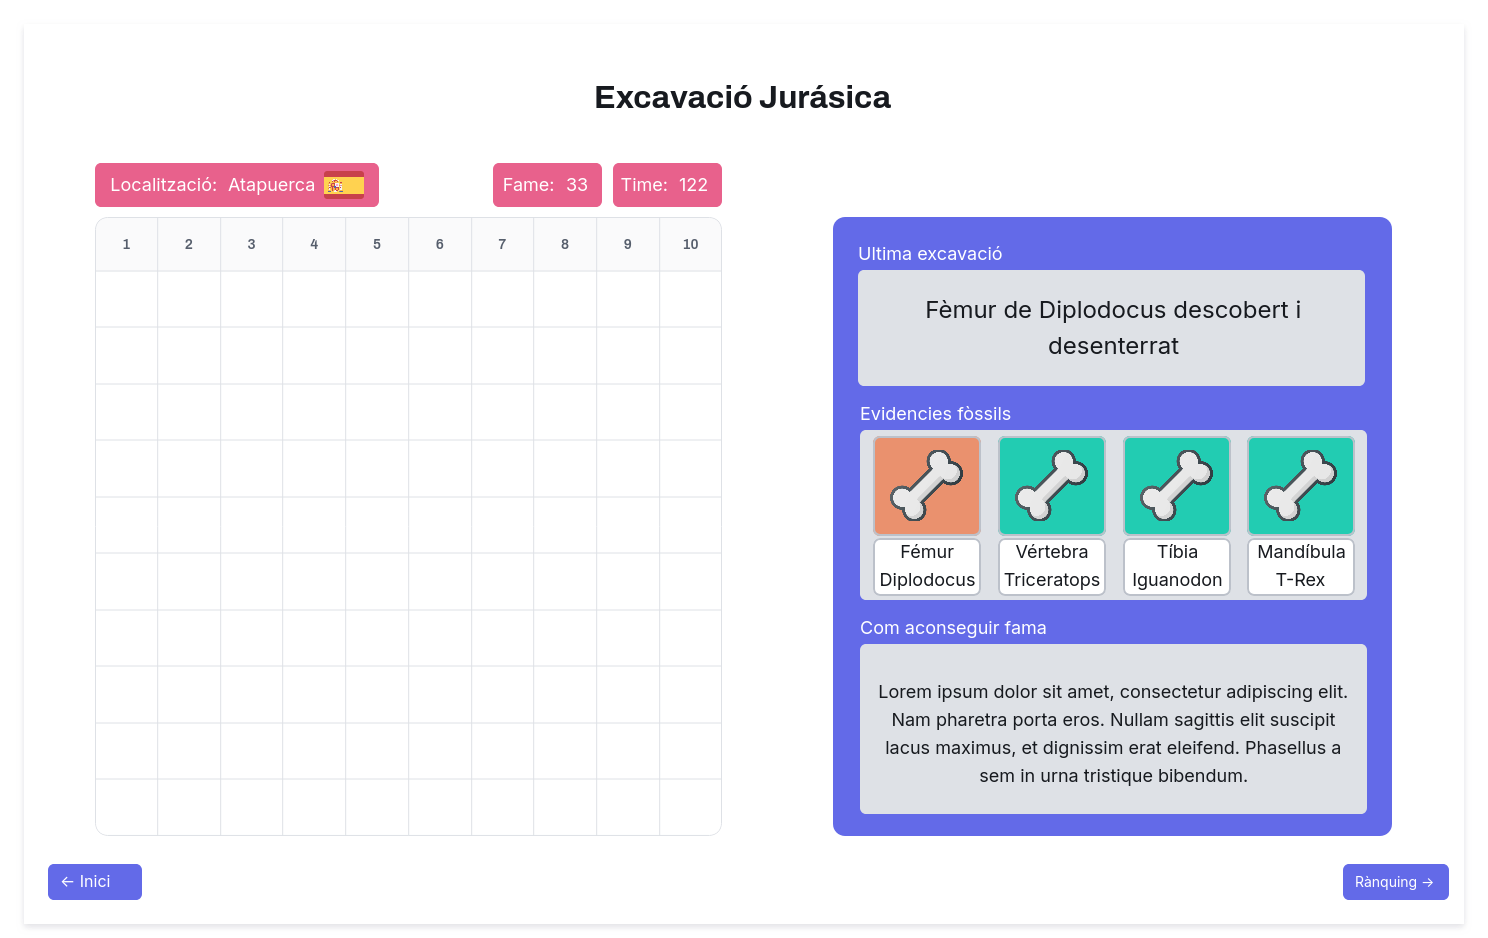 Excavació Jurásica
Localització: Atapuerca
Fame: 33
Time: 122
1 2 3 4 5 6 7 8 9 10
Ultima excavació
Fèmur de Diplodocus descobert i
desenterrat
Evidencies fòssils
Fémur
Diplodocus
Vértebra
Triceratops
Tíbia
Iguanodon
Mandíbula
T-Rex
Com aconseguir fama
Lorem ipsum dolor sit amet, consectetur adipiscing elit.
Nam pharetra porta eros. Nullam sagittis elit suscipit
lacus maximus, et dignissim erat eleifend. Phasellus a
sem in urna tristique bibendum.
← Inici
Rànquing →